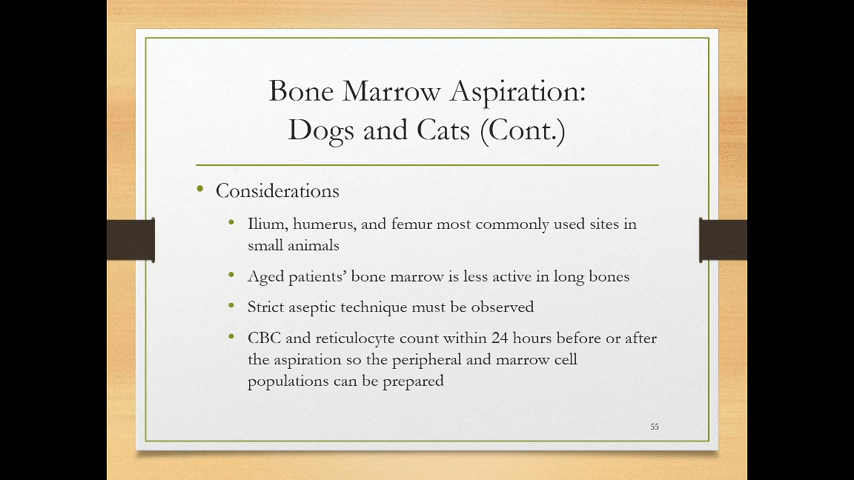 Bone Marrow Aspiration:
Dogs and Cats (Cont.)
• Considerations
• Ilium, humerus, and femur most commonly used sites in
small animals
• Aged patients’ bone marrow is less active in long bones
• Strict aseptic technique must be observed
• CBC and reticulocyte count within 24 hours before or after
the aspiration so the peripheral and marrow cell
populations can be prepared
55